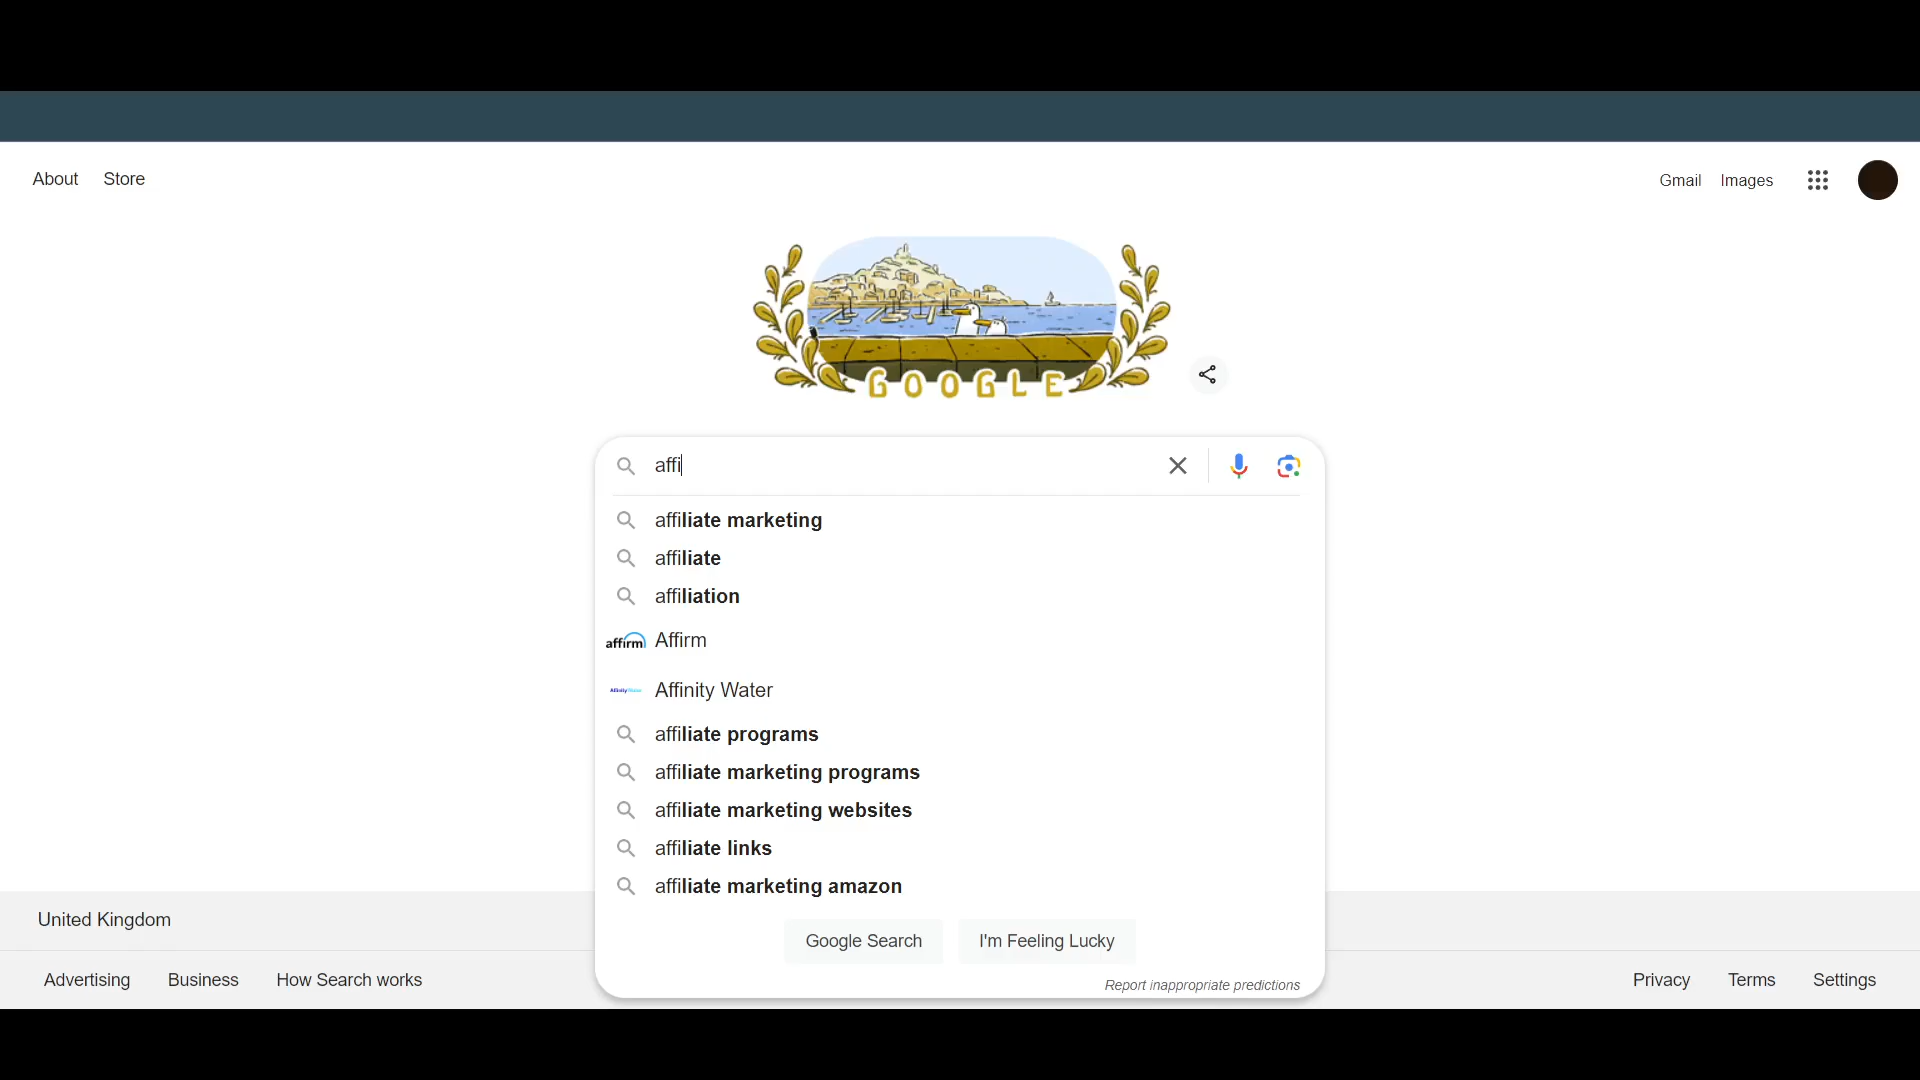 About Store
Gmail Images
GOOGLE
affi
affiliate marketing
affiliate
affiliation
affirm Affirm
Affinity Water Affinity Water
affiliate programs
affiliate marketing programs
affiliate marketing websites
affiliate links
affiliate marketing amazon
Google Search I'm Feeling Lucky
Report inappropriate predictions
United Kingdom
Advertising Business How Search works
Privacy Terms Settings